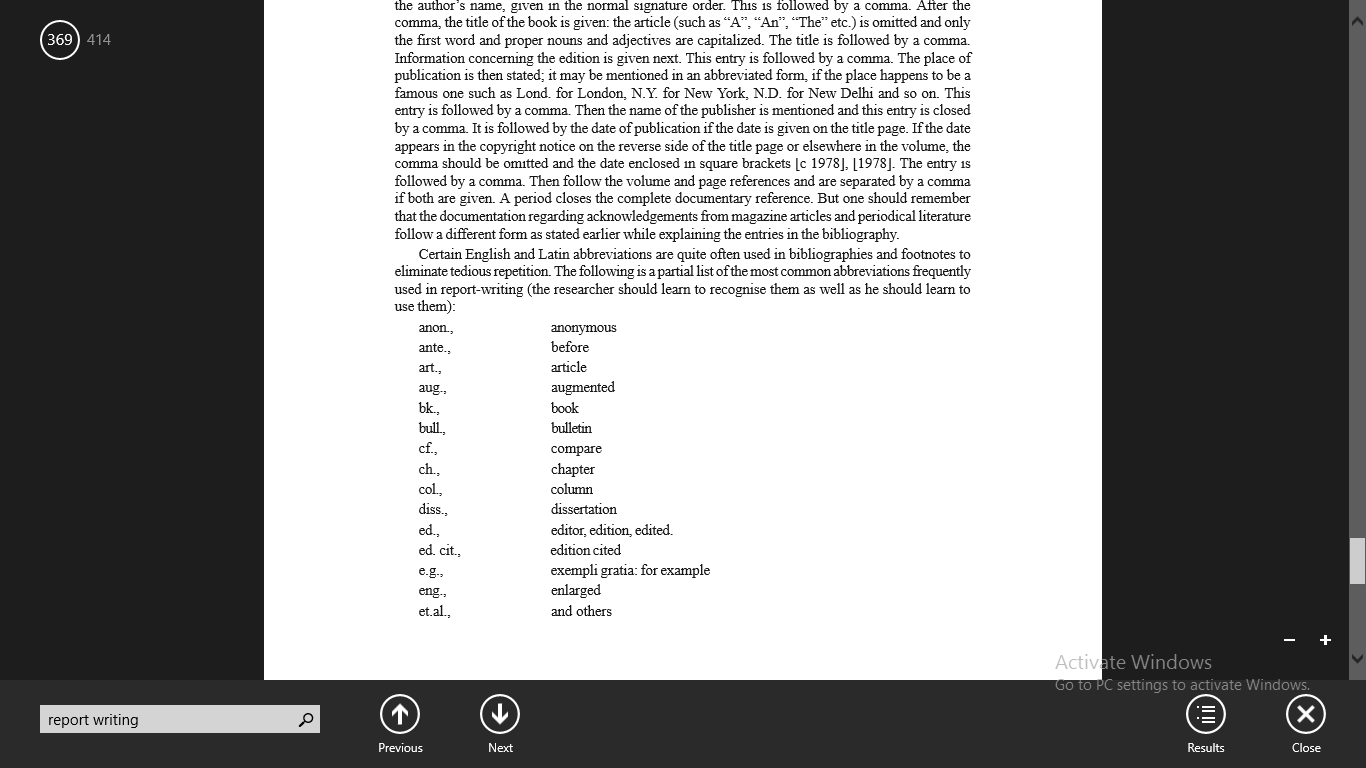 369 414
the author's name, given in the normal signature order. This is followed by a comma. After the
comma, the title of the book is given: the article (such as “A”, “An”, “The” etc.) is omitted and only
the first word and proper nouns and adjectives are capitalized. The title is followed by a comma.
Information concerning the edition is given next. This entry is followed by a comma. The place of
publication is then stated; it may be mentioned in an abbreviated form, if the place happens to be a
famous one such as Lond. for London, N.Y. for New York, N.D. for New Delhi and so on. This
entry is followed by a comma. Then the name of the publisher is mentioned and this entry is closed
by a comma. It is followed by the date of publication if the date is given on the title page. If the date
appears in the copyright notice on the reverse side of the title page or elsewhere in the volume, the
comma should be omitted and the date enclosed in square brackets [c 1978], [1978]. The entry is
followed by a comma. Then follow the volume and page references and are separated by a comma
if both are given. A period closes the complete documentary reference. But one should remember
that the documentation regarding acknowledgements from magazine articles and periodical literature
follow a different form as stated earlier while explaining the entries in the bibliography.
Certain English and Latin abbreviations are quite often used in bibliographies and footnotes to
eliminate tedious repetition. The following is a partial list of the most common abbreviations frequently
used in report-writing (the researcher should learn to recognise them as well as he should learn to
use them):
anon., anonymous
ante., before
art., article
aug., augmented
bk., book
bull., bulletin
cf., compare
ch., chapter
col., column
diss., dissertation
ed., editor, edition, edited.
ed. cit., edition cited
e.g., exempli gratia: for example
eng., enlarged
et.al., and others
Activate Windows
Go to PC settings to activate Windows.
report writing
Previous Next Results Close